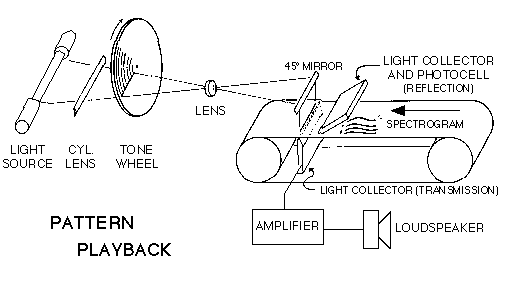 45° MIRROR
LIGHT COLLECTOR
AND PHOTOCELL
(REFLECTION)
LENS
SPECTROGRAM
LIGHT
SOURCE
CYL.
LENS
TONE
WHEEL
LIGHT COLLECTOR (TRANSMISSION)
PATTERN
PLAYBACK
AMPLIFIER
LOUDSPEAKER